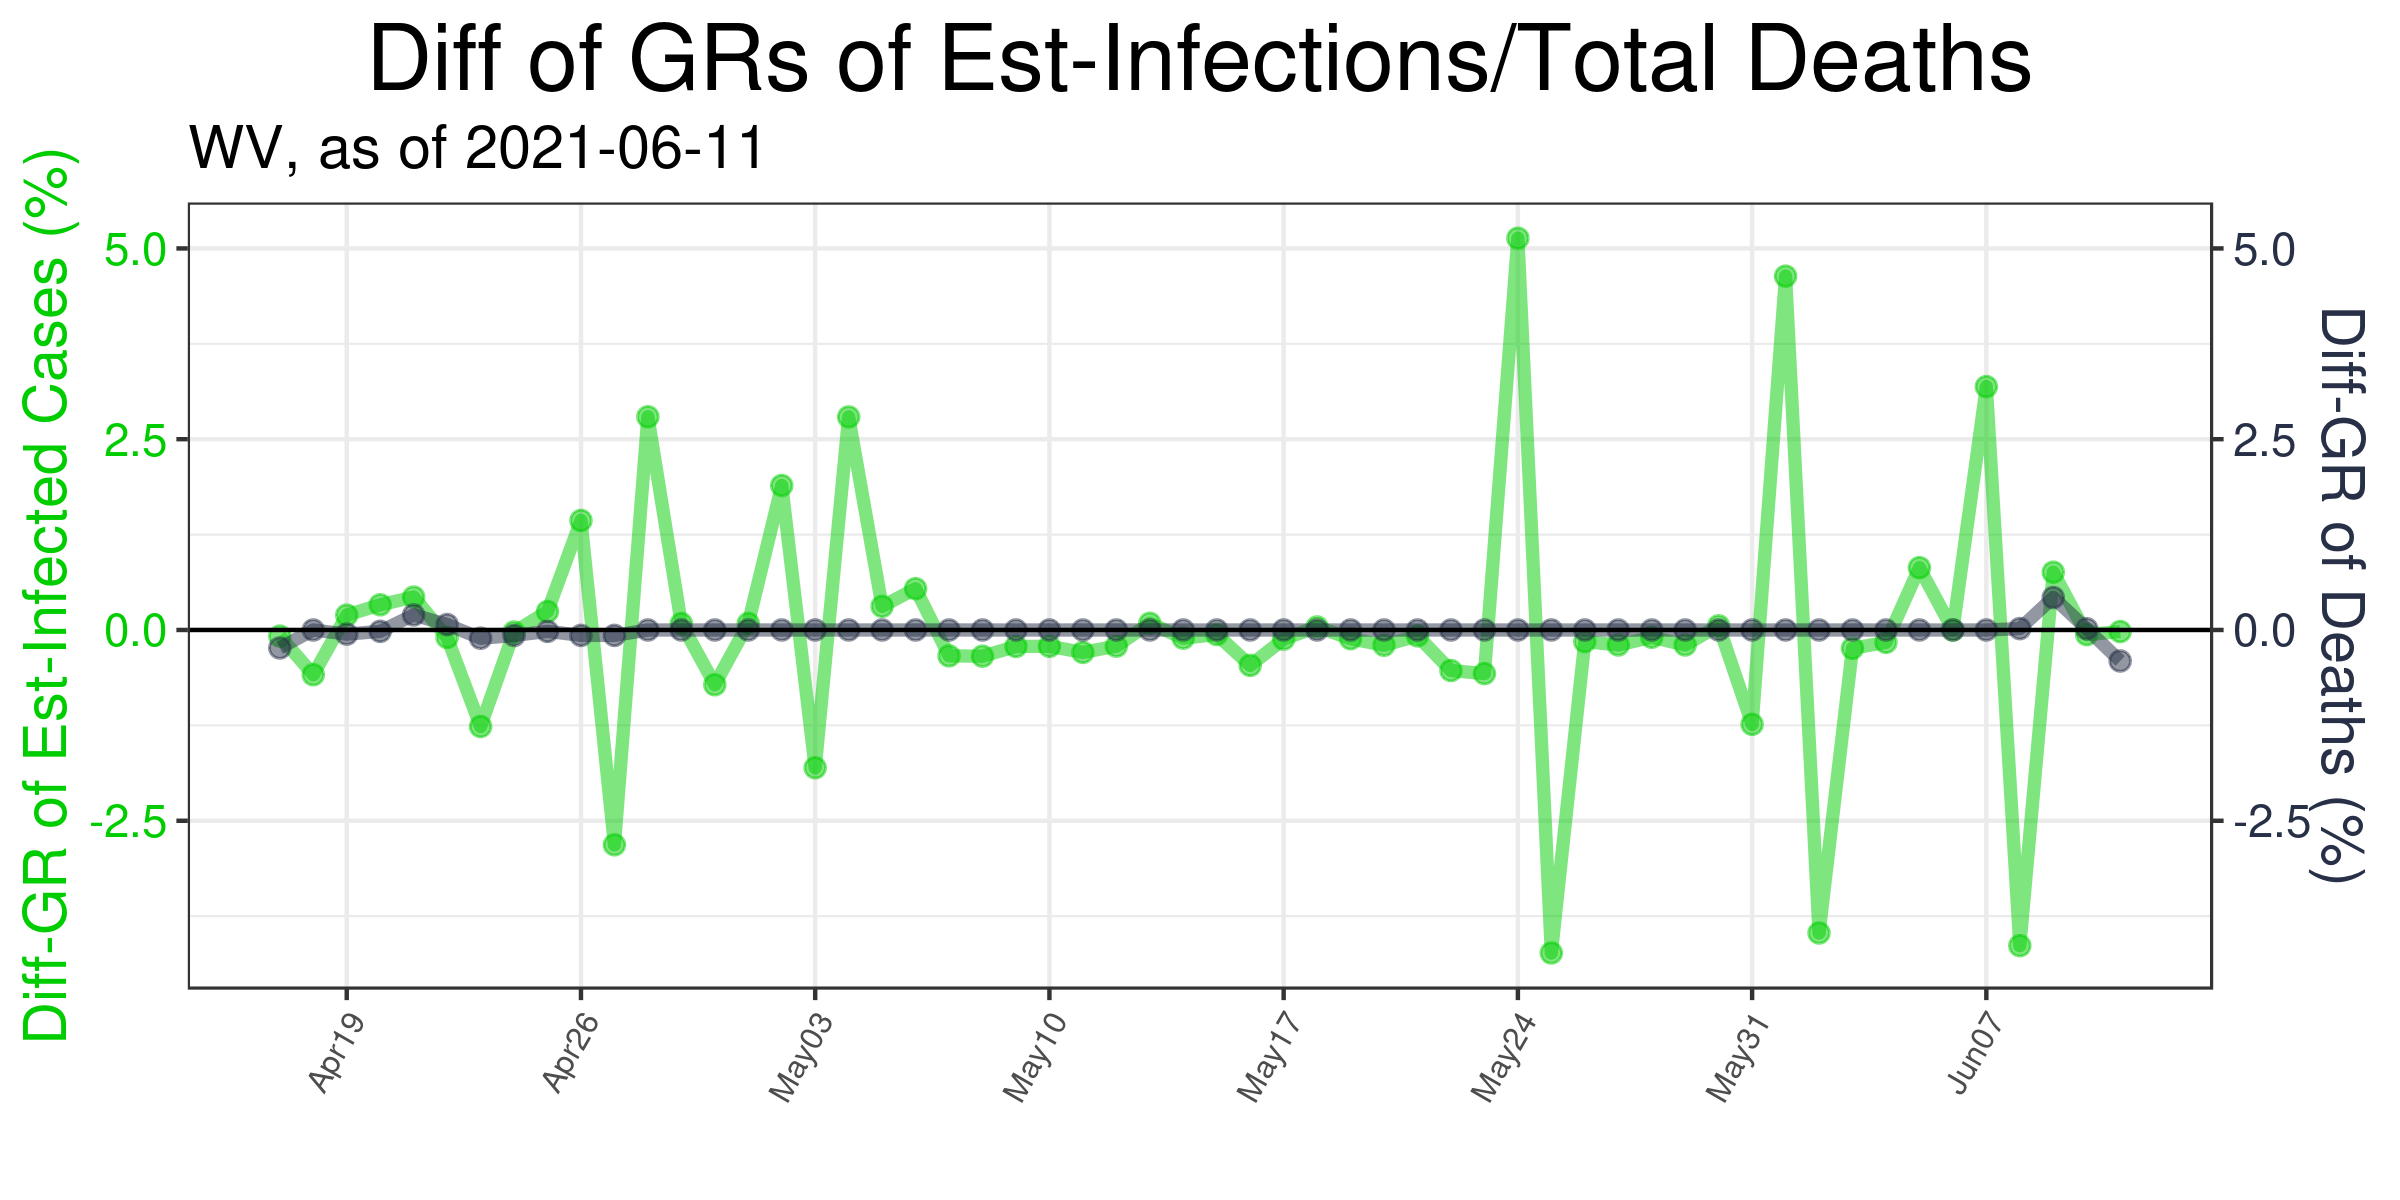 Diff of GRs of Est-Infections/Total Deaths
WV, as of 2021-06-11
Diff-GR of Est-Infected Cases (%)
5.0
2.5
0.0
-2.5
5.0
2.5
0.0
-2.5
Diff-GR of Deaths (%)
Apr19
Apr26
May03
May10
May17
May24
May31
Jun07